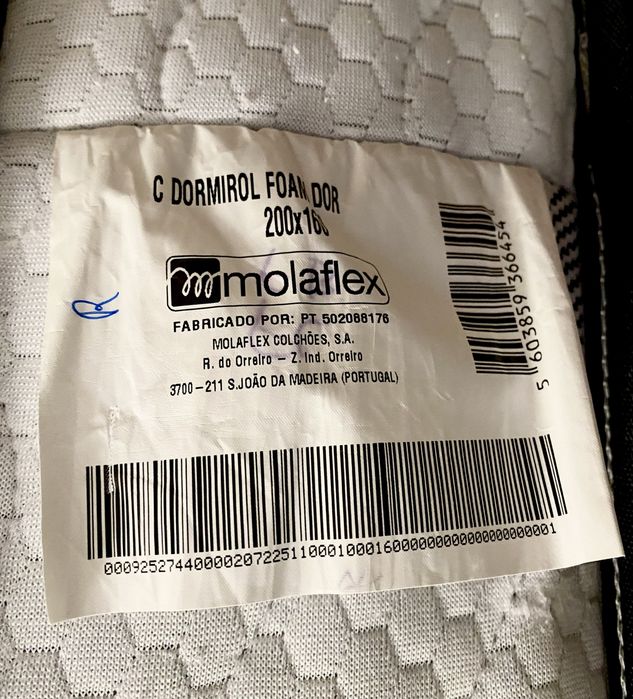 C DORMIROL FOAM DOR
200x160
molaflex
FABRICADO POR: PT 502088176
MOLAFLEX COLCHÕES, S.A.
R. do Orreiro – Z. Ind. Orreiro
3700-211 S.JOÃO DA MADEIRA (PORTUGAL)
5 603859 366454